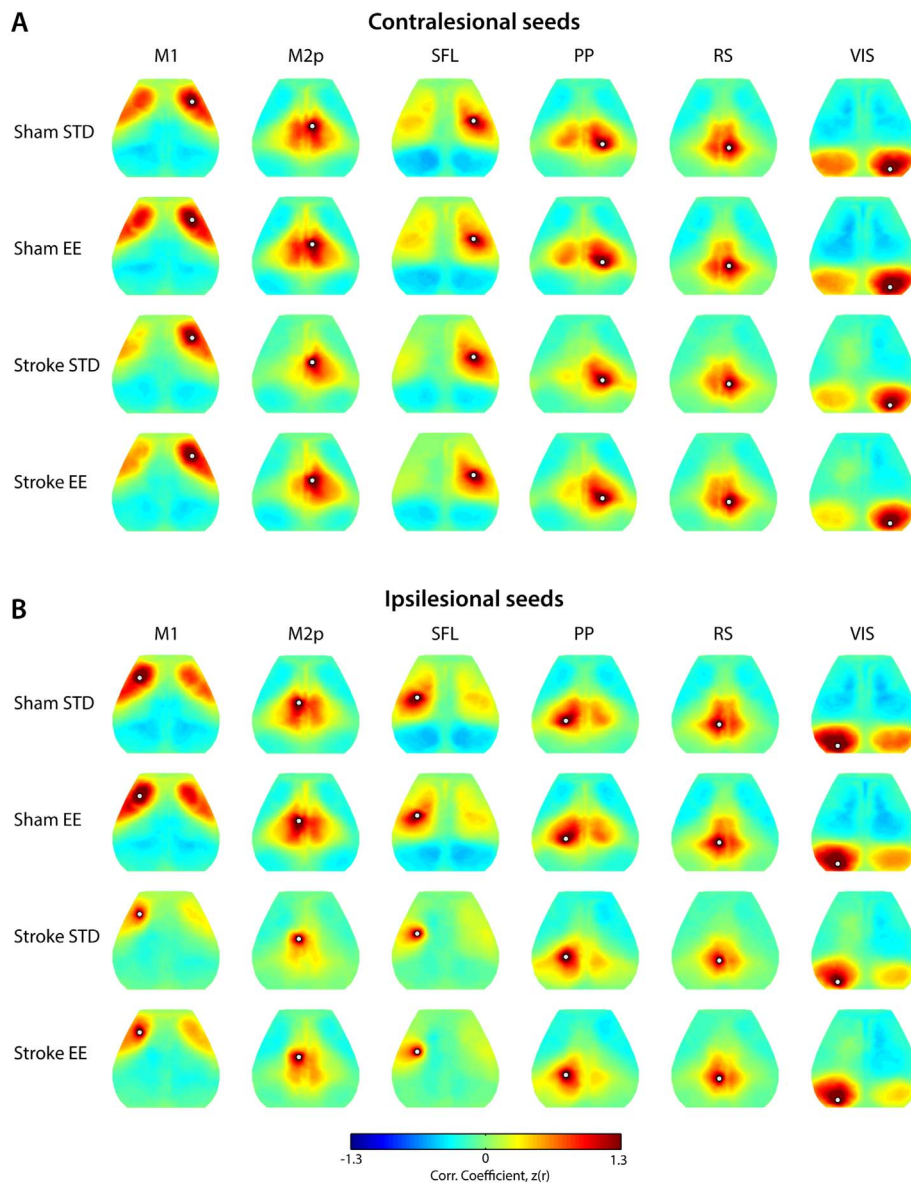 A
Contralesional seeds
M1 M2p SFL PP RS VIS
Sham STD
Sham EE
Stroke STD
Stroke EE
B
Ipsilesional seeds
M1 M2p SFL PP RS VIS
Sham STD
Sham EE
Stroke STD
Stroke EE
-1.3 0 1.3
Corr. Coefficient, z(r)